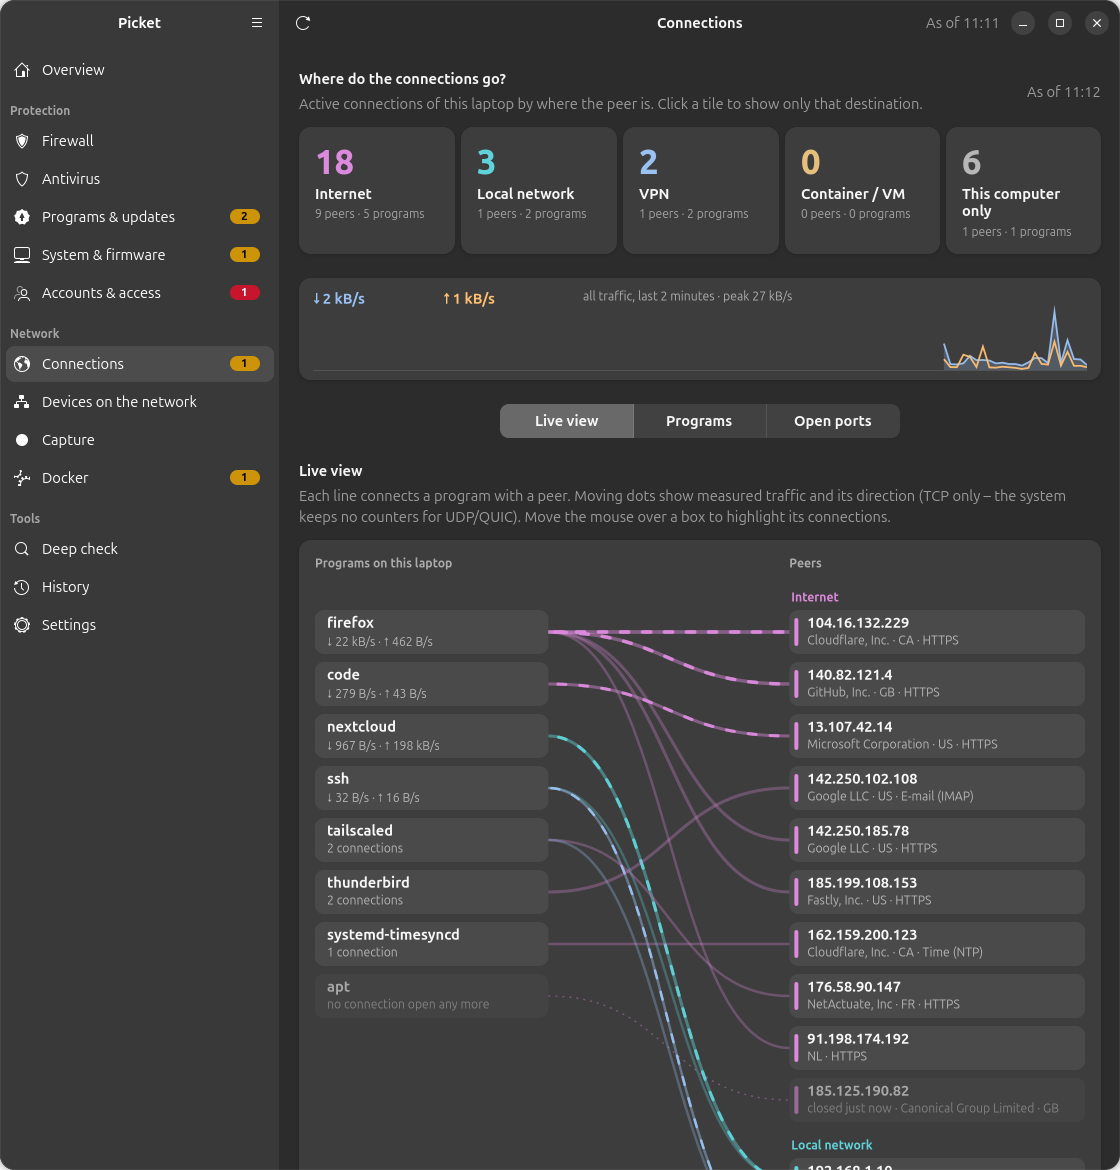 Picket
Connections
As of 11:11
Overview
Protection
Firewall
Antivirus
Programs & updates 2
System & firmware 1
Accounts & access 1
Network
Connections 1
Devices on the network
Capture
Docker 1
Tools
Deep check
History
Settings
Where do the connections go?
Active connections of this laptop by where the peer is. Click a tile to show only that destination.
As of 11:12
18
Internet
9 peers · 5 programs
3
Local network
1 peers · 2 programs
2
VPN
1 peers · 2 programs
0
Container / VM
0 peers · 0 programs
6
This computer
only
1 peers · 1 programs
↓ 2 kB/s
↑ 1 kB/s
all traffic, last 2 minutes · peak 27 kB/s
Live view
Programs
Open ports
Live view
Each line connects a program with a peer. Moving dots show measured traffic and its direction (TCP only – the system
keeps no counters for UDP/QUIC). Move the mouse over a box to highlight its connections.
Programs on this laptop
firefox
↓ 22 kB/s · ↑ 462 B/s
code
↓ 279 B/s · ↑ 43 B/s
nextcloud
↓ 967 B/s · ↑ 198 kB/s
ssh
↓ 32 B/s · ↑ 16 B/s
tailscaled
2 connections
thunderbird
2 connections
systemd-timesyncd
1 connection
apt
no connection open any more
Peers
Internet
104.16.132.229
Cloudflare, Inc. · CA · HTTPS
140.82.121.4
GitHub, Inc. · GB · HTTPS
13.107.42.14
Microsoft Corporation · US · HTTPS
142.250.102.108
Google LLC · US · E-mail (IMAP)
142.250.185.78
Google LLC · US · HTTPS
185.199.108.153
Fastly, Inc. · US · HTTPS
162.159.200.123
Cloudflare, Inc. · CA · Time (NTP)
176.58.90.147
NetActuate, Inc · FR · HTTPS
91.198.174.192
NL · HTTPS
185.125.190.82
closed just now · Canonical Group Limited · GB
Local network
192.168.1.10